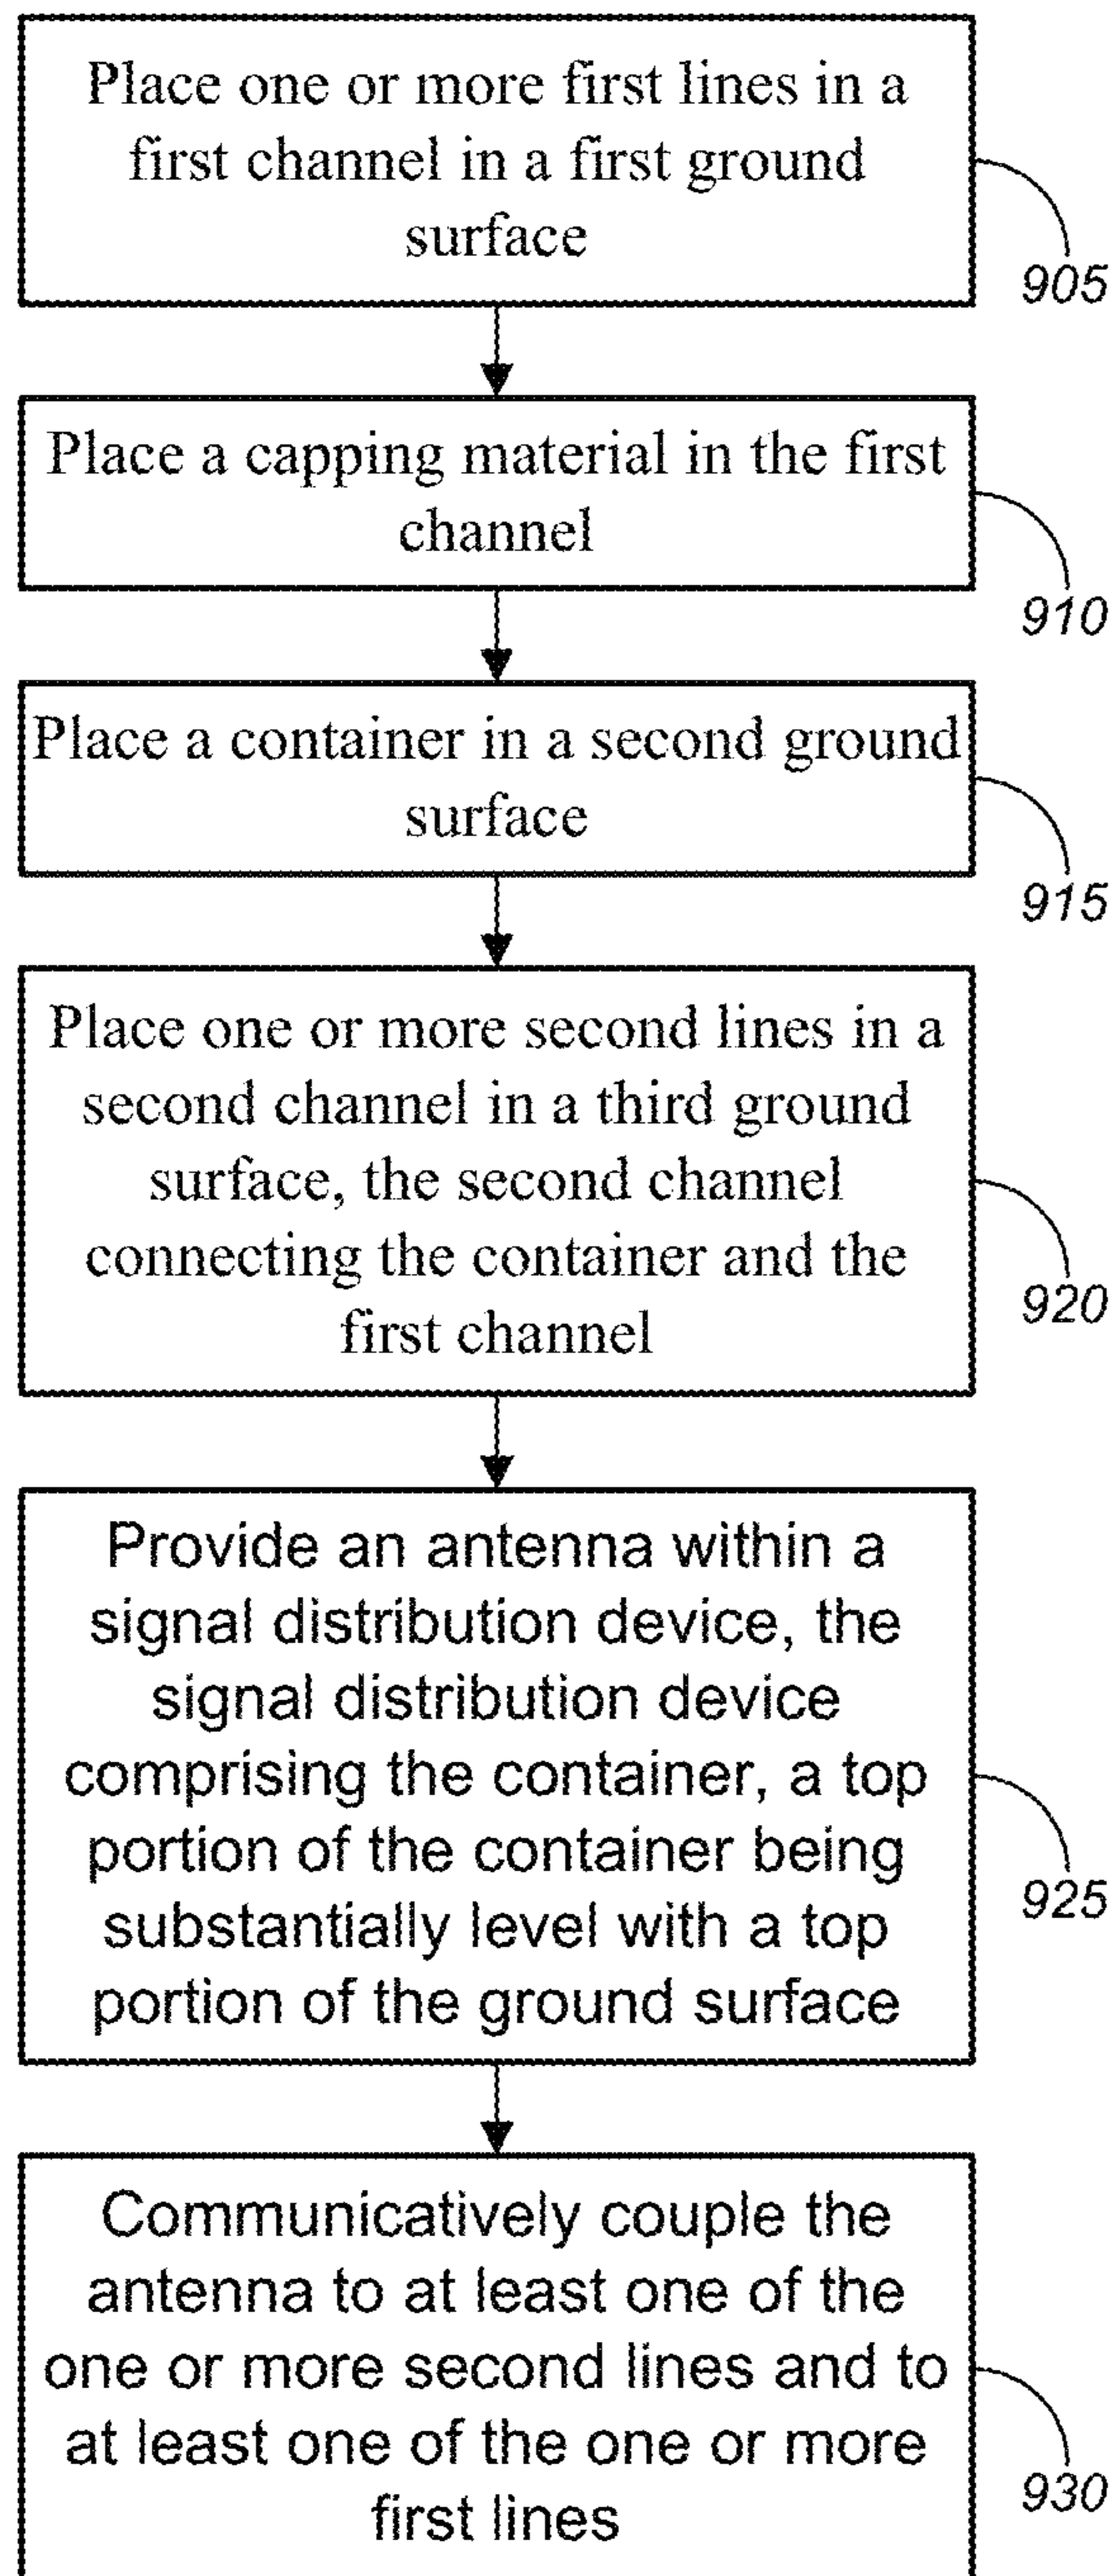 Place one or more first lines in a
first channel in a first ground
surface
905
Place a capping material in the first
channel
910
Place a container in a second ground
surface
915
Place one or more second lines in a
second channel in a third ground
surface, the second channel
connecting the container and the
first channel
920
Provide an antenna within a
signal distribution device, the
signal distribution device
comprising the container, a top
portion of the container being
substantially level with a top
portion of the ground surface
925
Communicatively couple the
antenna to at least one of the
one or more second lines and to
at least one of the one or more
first lines
930